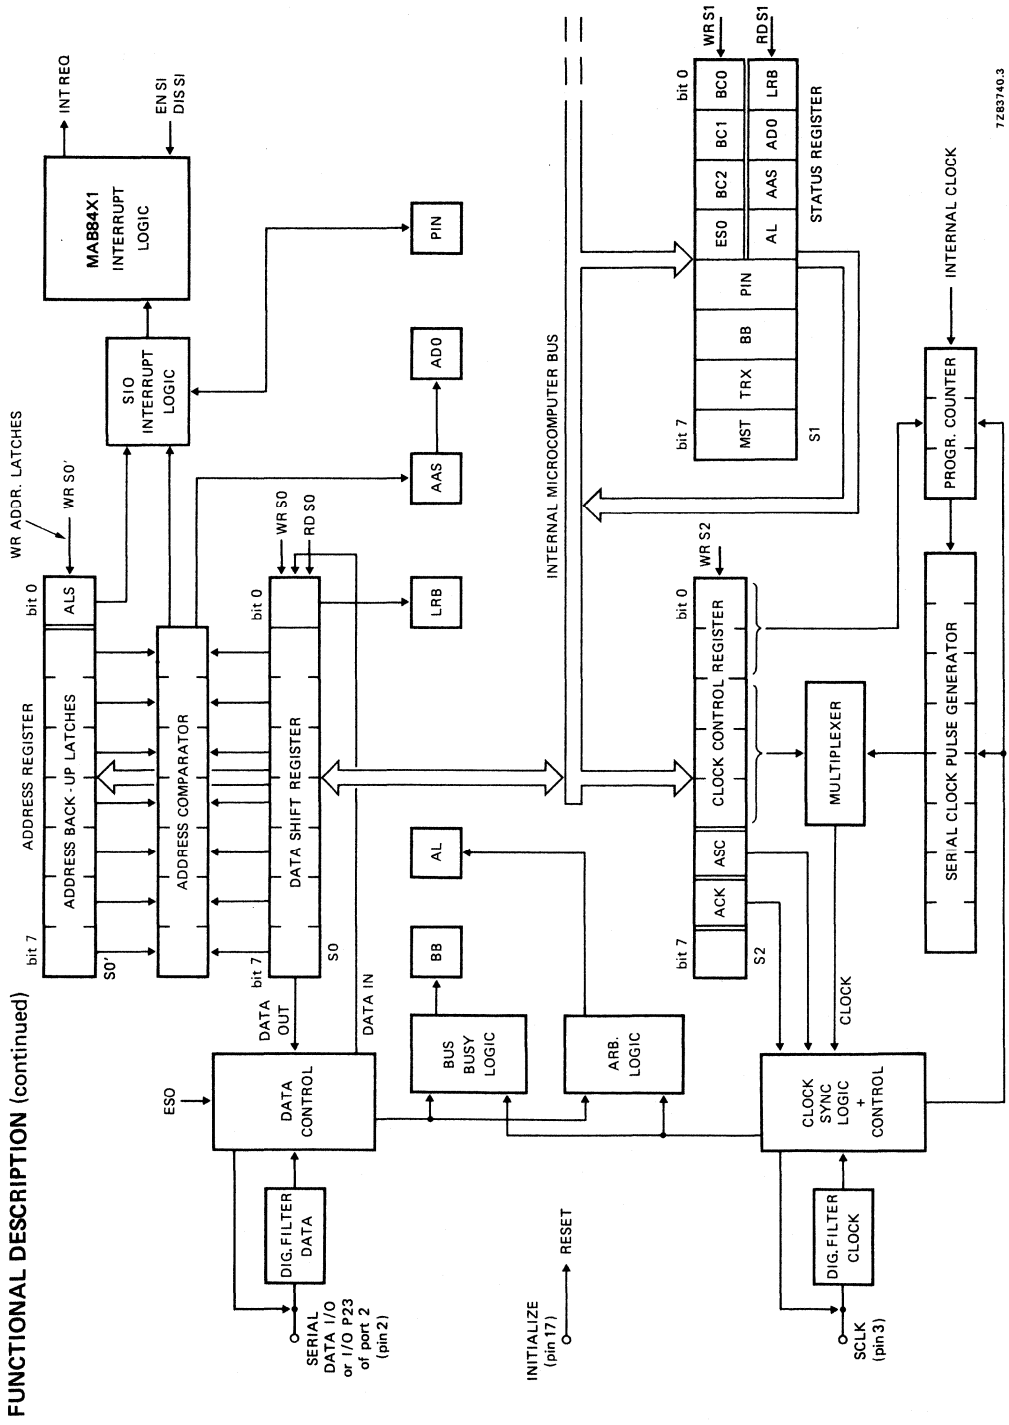 FUNCTIONAL DESCRIPTION (continued)
SERIAL
DATA I/O
or I/O P23
of port 2
(pin 2)
DIG. FILTER
DATA
ESO
DATA
CONTROL
DATA
OUT
DATA IN
bit 7
ADDRESS REGISTER
bit 0
ADDRESS BACK-UP LATCHES
ALS
S0'
WR ADDR. LATCHES
WR S0'
ADDRESS COMPARATOR
bit 7
DATA SHIFT REGISTER
bit 0
S0
WR S0
RD S0
SIO
INTERRUPT
LOGIC
MAB84X1
INTERRUPT
LOGIC
INT REQ
EN SI
DIS SI
BUS
BUSY
LOGIC
BB
AL
LRB
AAS
AD0
PIN
ARB.
LOGIC
INITIALIZE
(pin 17)
RESET
INTERNAL MICROCOMPUTER BUS
SCLK
(pin 3)
DIG. FILTER
CLOCK
CLOCK
SYNC
LOGIC
+
CONTROL
CLOCK
bit 7
bit 0
ACK
ASC
CLOCK CONTROL REGISTER
S2
WR S2
MULTIPLEXER
SERIAL CLOCK PULSE GENERATOR
PROGR. COUNTER
INTERNAL CLOCK
bit 7
bit 0
MST
TRX
BB
PIN
ESO
BC2
BC1
BC0
WR S1
AL
AAS
AD0
LRB
RD S1
S1
STATUS REGISTER
7Z83740.3